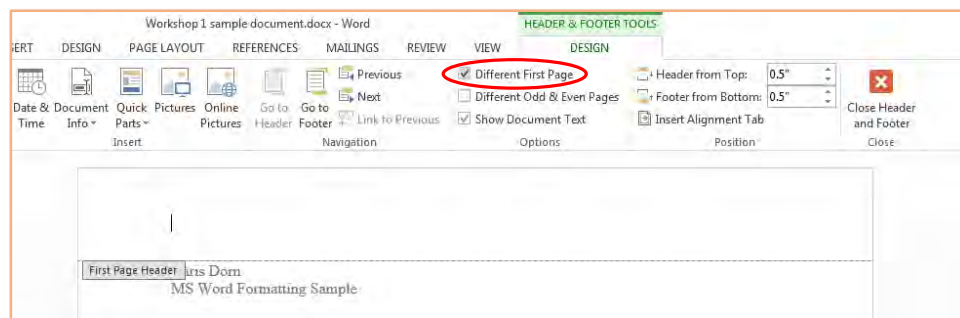 Workshop 1 sample document.docx - Word
HEADER & FOOTER TOOLS
DESIGN PAGE LAYOUT REFERENCES MAILINGS REVIEW VIEW DESIGN
Previous Different First Page Header from Top: 0.5"
Next Different Odd & Even Pages Footer from Bottom: 0.5"
Date & Document Quick Pictures Online Go to Go to Close Header
Time Info Parts Pictures Header Footer Link to Previous Show Document Text Insert Alignment Tab and Footer
Insert Navigation Options Position Close
First Page Header Dorn
MS Word Formatting Sample